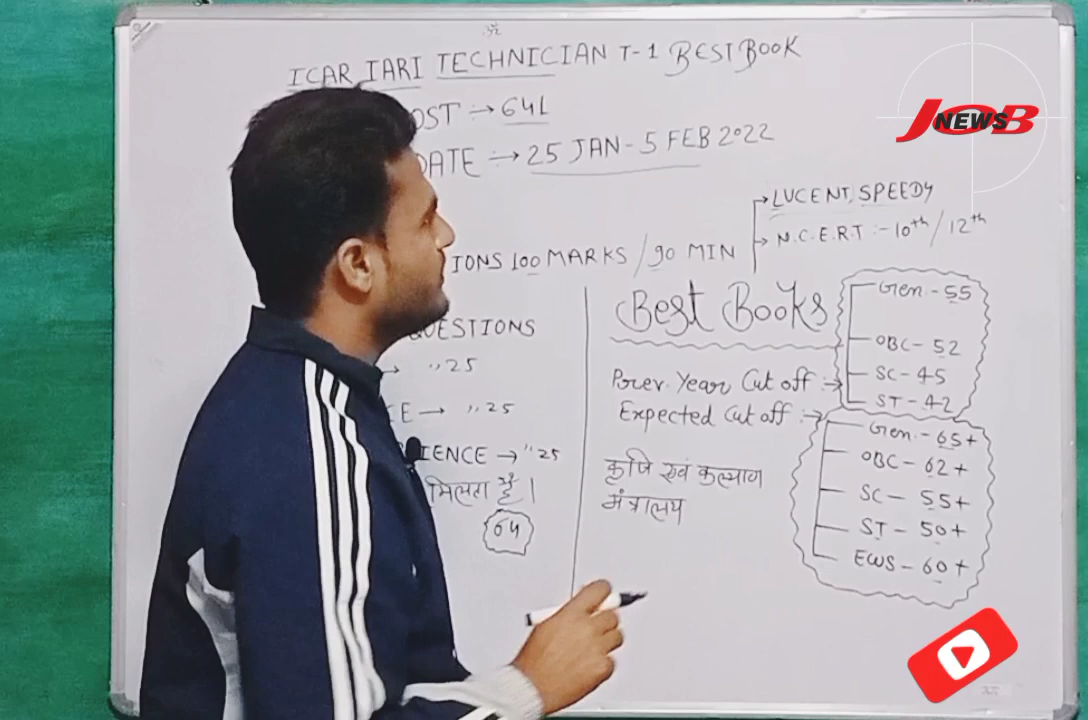 ICAR IARI TECHNICIAN T-1 BEST BOOK
OST → 641
DATE → 25 JAN - 5 FEB 2022
JOB
NEWS
→ LUCENT, SPEEDY
→ N.C.E.R.T :- 10th / 12th
IONS 100 MARKS / 90 MIN
Best Books
QUESTIONS
→ ,, 25
E → ,, 25
IENCE → ,, 25
मिलता है।
Prev. Year Cut off :→
Gen - 55
OBC - 52
SC - 45
ST - 42
Expected Cut off :→
Gen - 65+
OBC - 62+
SC - 55+
ST - 50+
EWS - 60+
कृषि एवं कल्याण
मंत्रालय